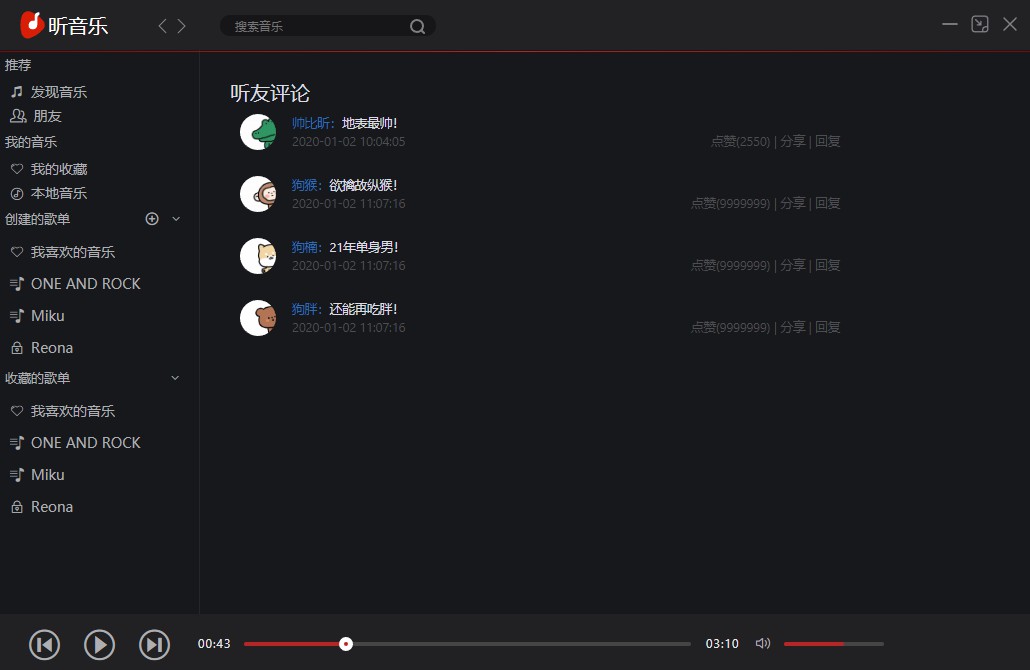 听音乐
搜索音乐
推荐
发现音乐
朋友
我的音乐
我的收藏
本地音乐
创建的歌单
我喜欢的音乐
ONE AND ROCK
Miku
Reona
收藏的歌单
我喜欢的音乐
ONE AND ROCK
Miku
Reona
听友评论
帅比昕：地表最帅!
2020-01-02 10:04:05 点赞(2550) | 分享 | 回复
狗猴：欲擒故纵猴!
2020-01-02 11:07:16 点赞(9999999) | 分享 | 回复
狗楠：21年单身男!
2020-01-02 11:07:16 点赞(9999999) | 分享 | 回复
狗胖：还能再吃胖!
2020-01-02 11:07:16 点赞(9999999) | 分享 | 回复
00:43 03:10